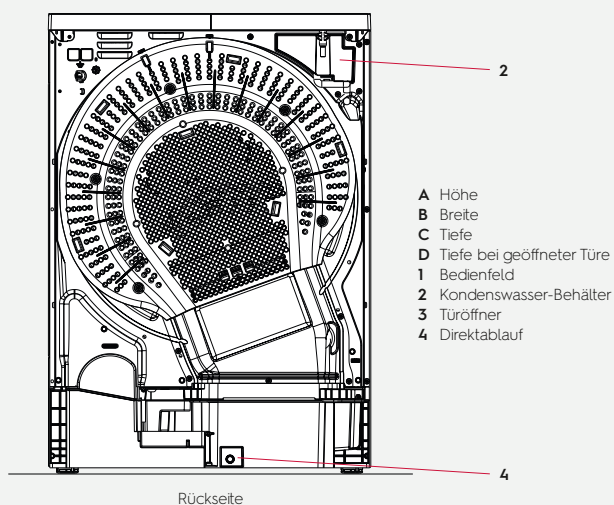 2
A Höhe
B Breite
C Tiefe
D Tiefe bei geöffneter Türe
1 Bedienfeld
2 Kondenswasser-Behälter
3 Türöffner
4 Direktablauf
4
Rückseite